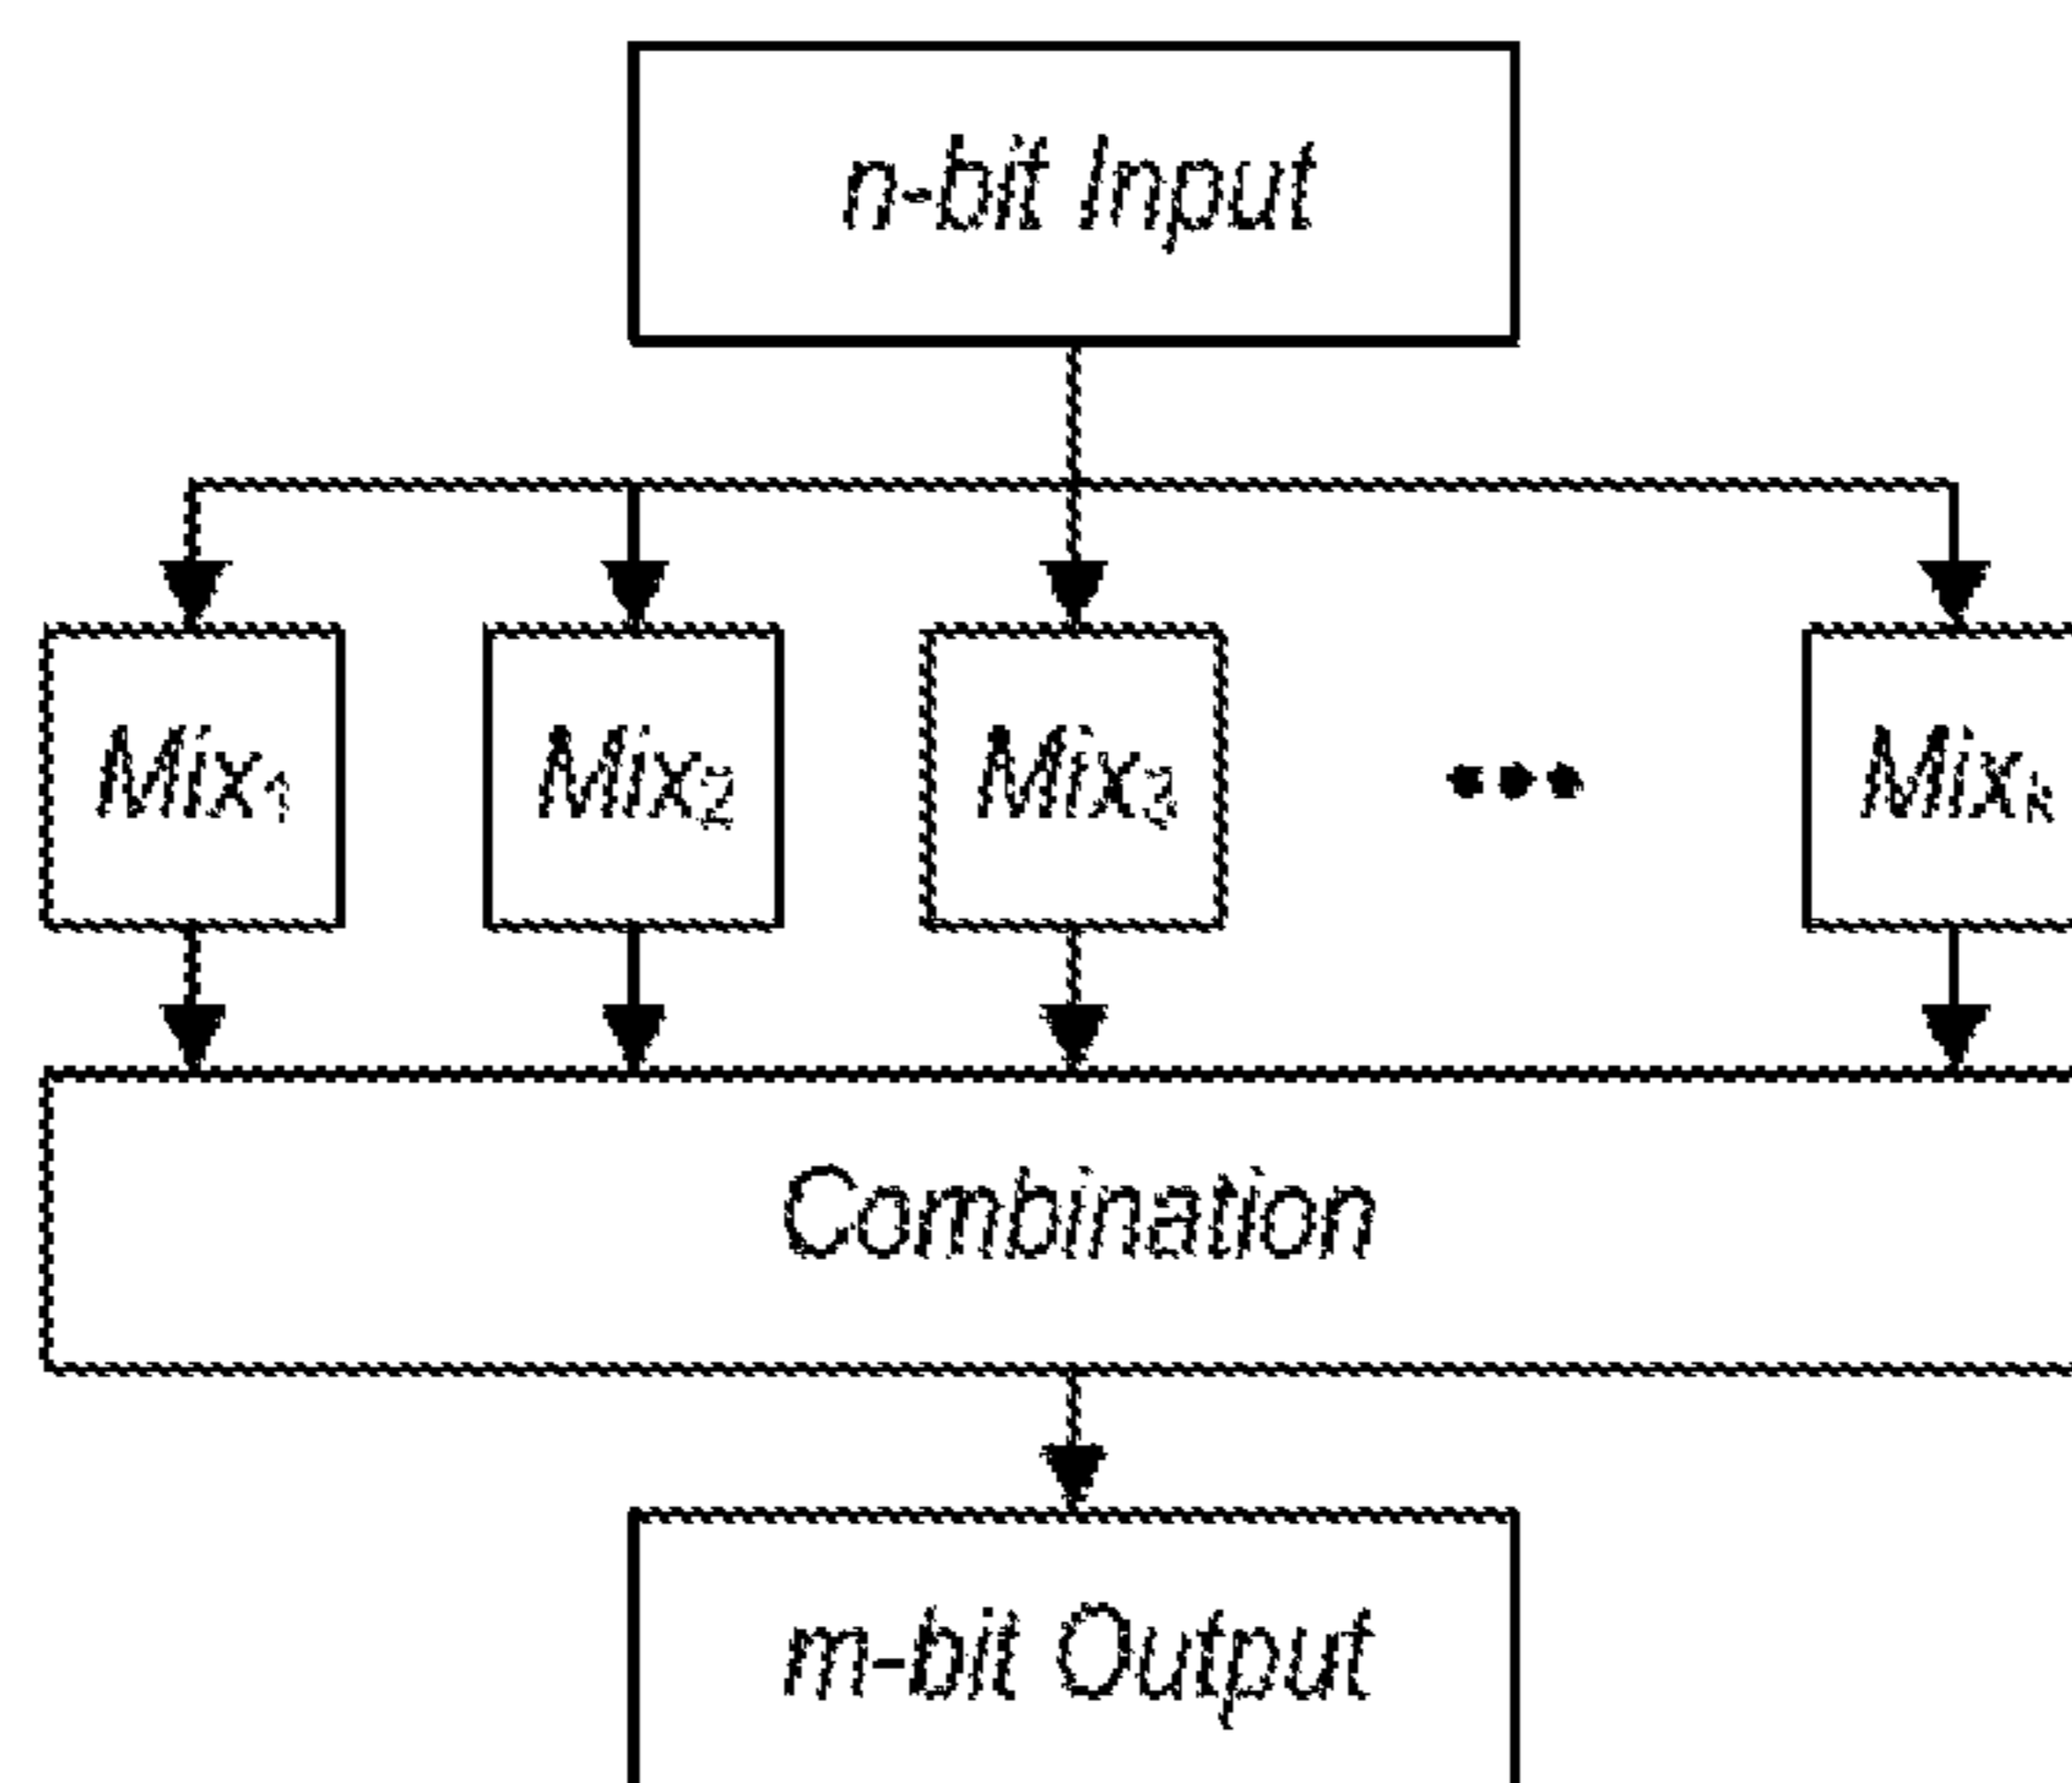 n-bit Input
Mix₁ Mix₂ Mix₃ ••• Mixₖ
Combination
m-bit Output